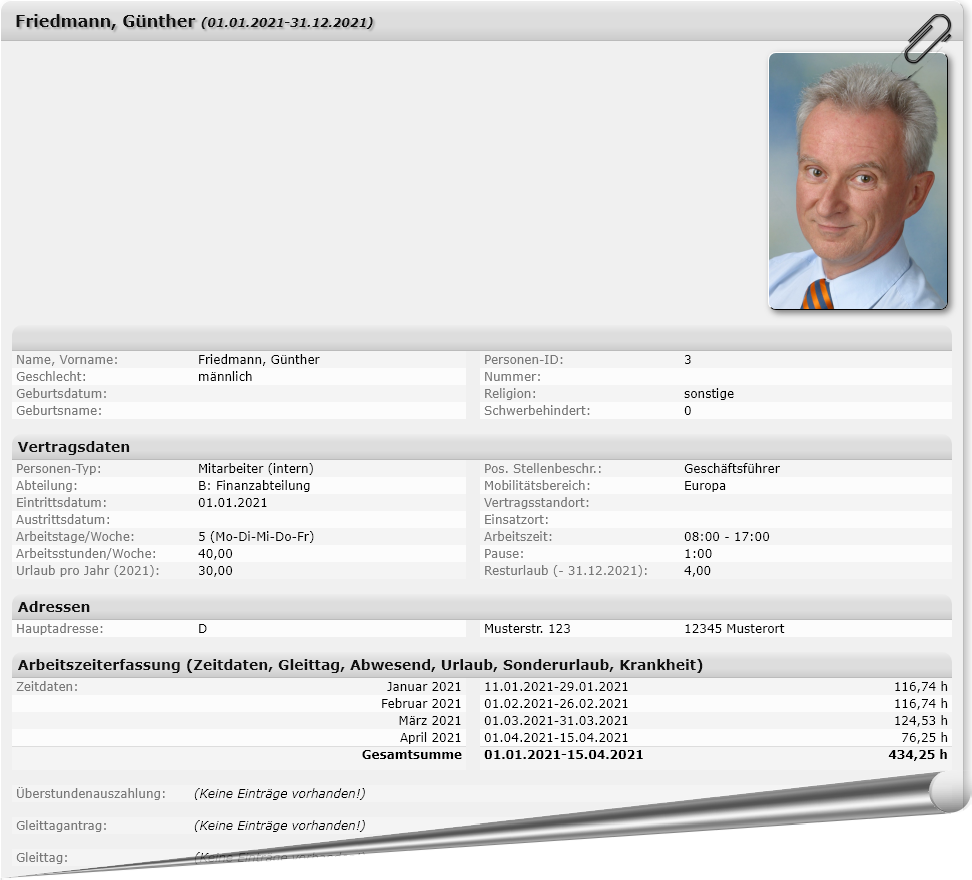 Friedmann, Günther (01.01.2021-31.12.2021)
Name, Vorname: Friedmann, Günther Personen-ID: 3
Geschlecht: männlich Nummer:
Geburtsdatum: Religion: sonstige
Geburtsname: Schwerbehindert: 0
Vertragsdaten
Personen-Typ: Mitarbeiter (intern) Pos. Stellenbeschr.: Geschäftsführer
Abteilung: B: Finanzabteilung Mobilitätsbereich: Europa
Eintrittsdatum: 01.01.2021 Vertragsstandort:
Austrittsdatum: Einsatzort:
Arbeitstage/Woche: 5 (Mo-Di-Mi-Do-Fr) Arbeitszeit: 08:00 - 17:00
Arbeitsstunden/Woche: 40,00 Pause: 1:00
Urlaub pro Jahr (2021): 30,00 Resturlaub (- 31.12.2021): 4,00
Adressen
Hauptadresse: D Musterstr. 123 12345 Musterort
Arbeitszeiterfassung (Zeitdaten, Gleittag, Abwesend, Urlaub, Sonderurlaub, Krankheit)
Zeitdaten: Januar 2021 11.01.2021-29.01.2021 116,74 h
Februar 2021 01.02.2021-26.02.2021 116,74 h
März 2021 01.03.2021-31.03.2021 124,53 h
April 2021 01.04.2021-15.04.2021 76,25 h
Gesamtsumme 01.01.2021-15.04.2021 434,25 h
Überstundenauszahlung: (Keine Einträge vorhanden!)
Gleittagantrag: (Keine Einträge vorhanden!)
Gleittag: (Keine Einträge vorhanden!)